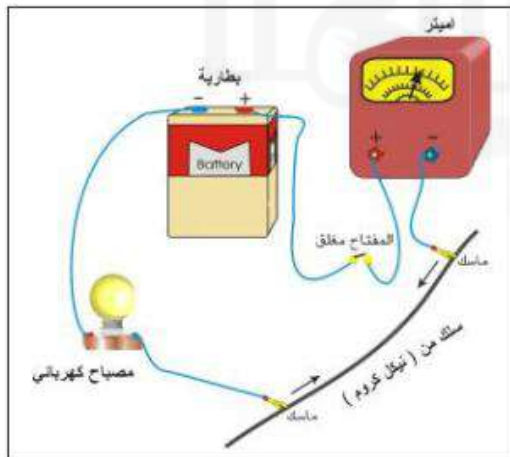 اميتر
بطارية
- +
Battery
+ -
المفتاح مغلق
ماسك
سلك من ( نيكل كروم )
مصباح كهربائي
ماسك